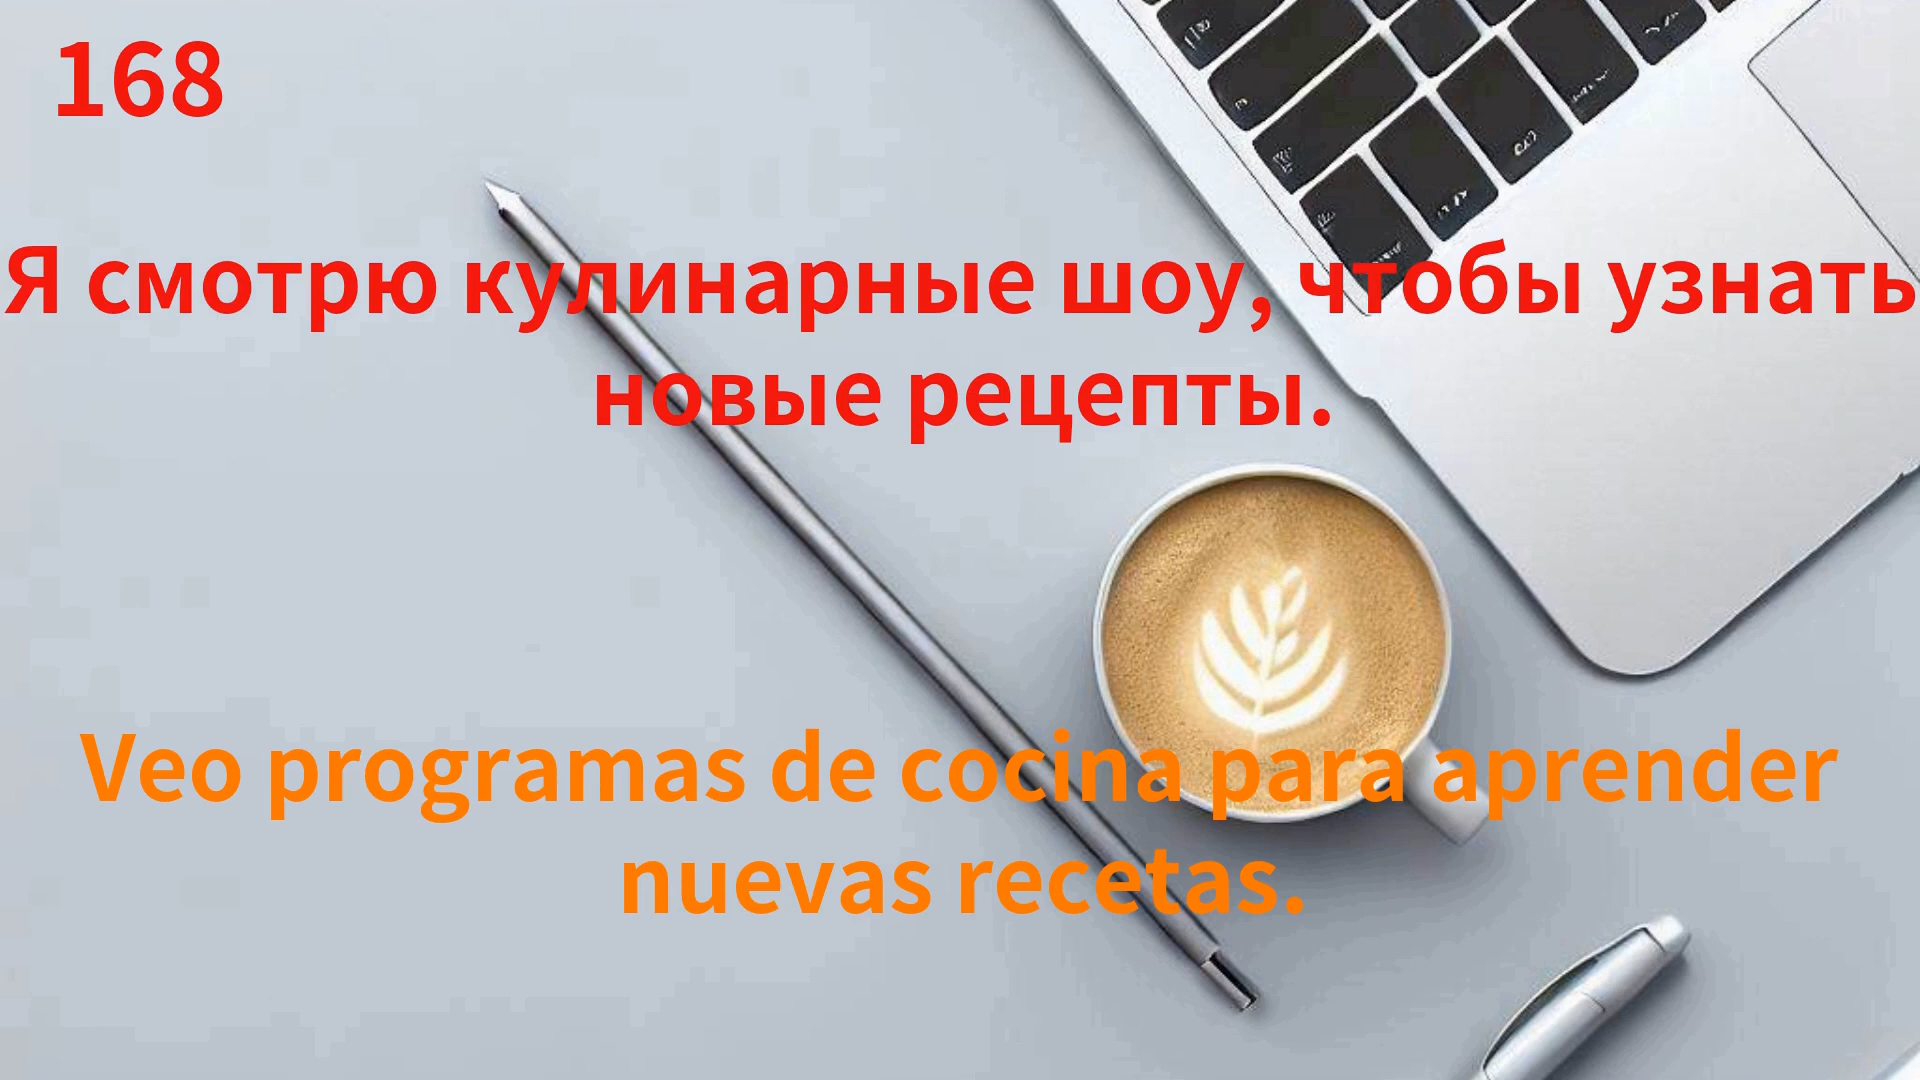 168
Я смотрю кулинарные шоу, чтобы узнать
новые рецепты.
Veo programas de cocina para aprender
nuevas recetas.